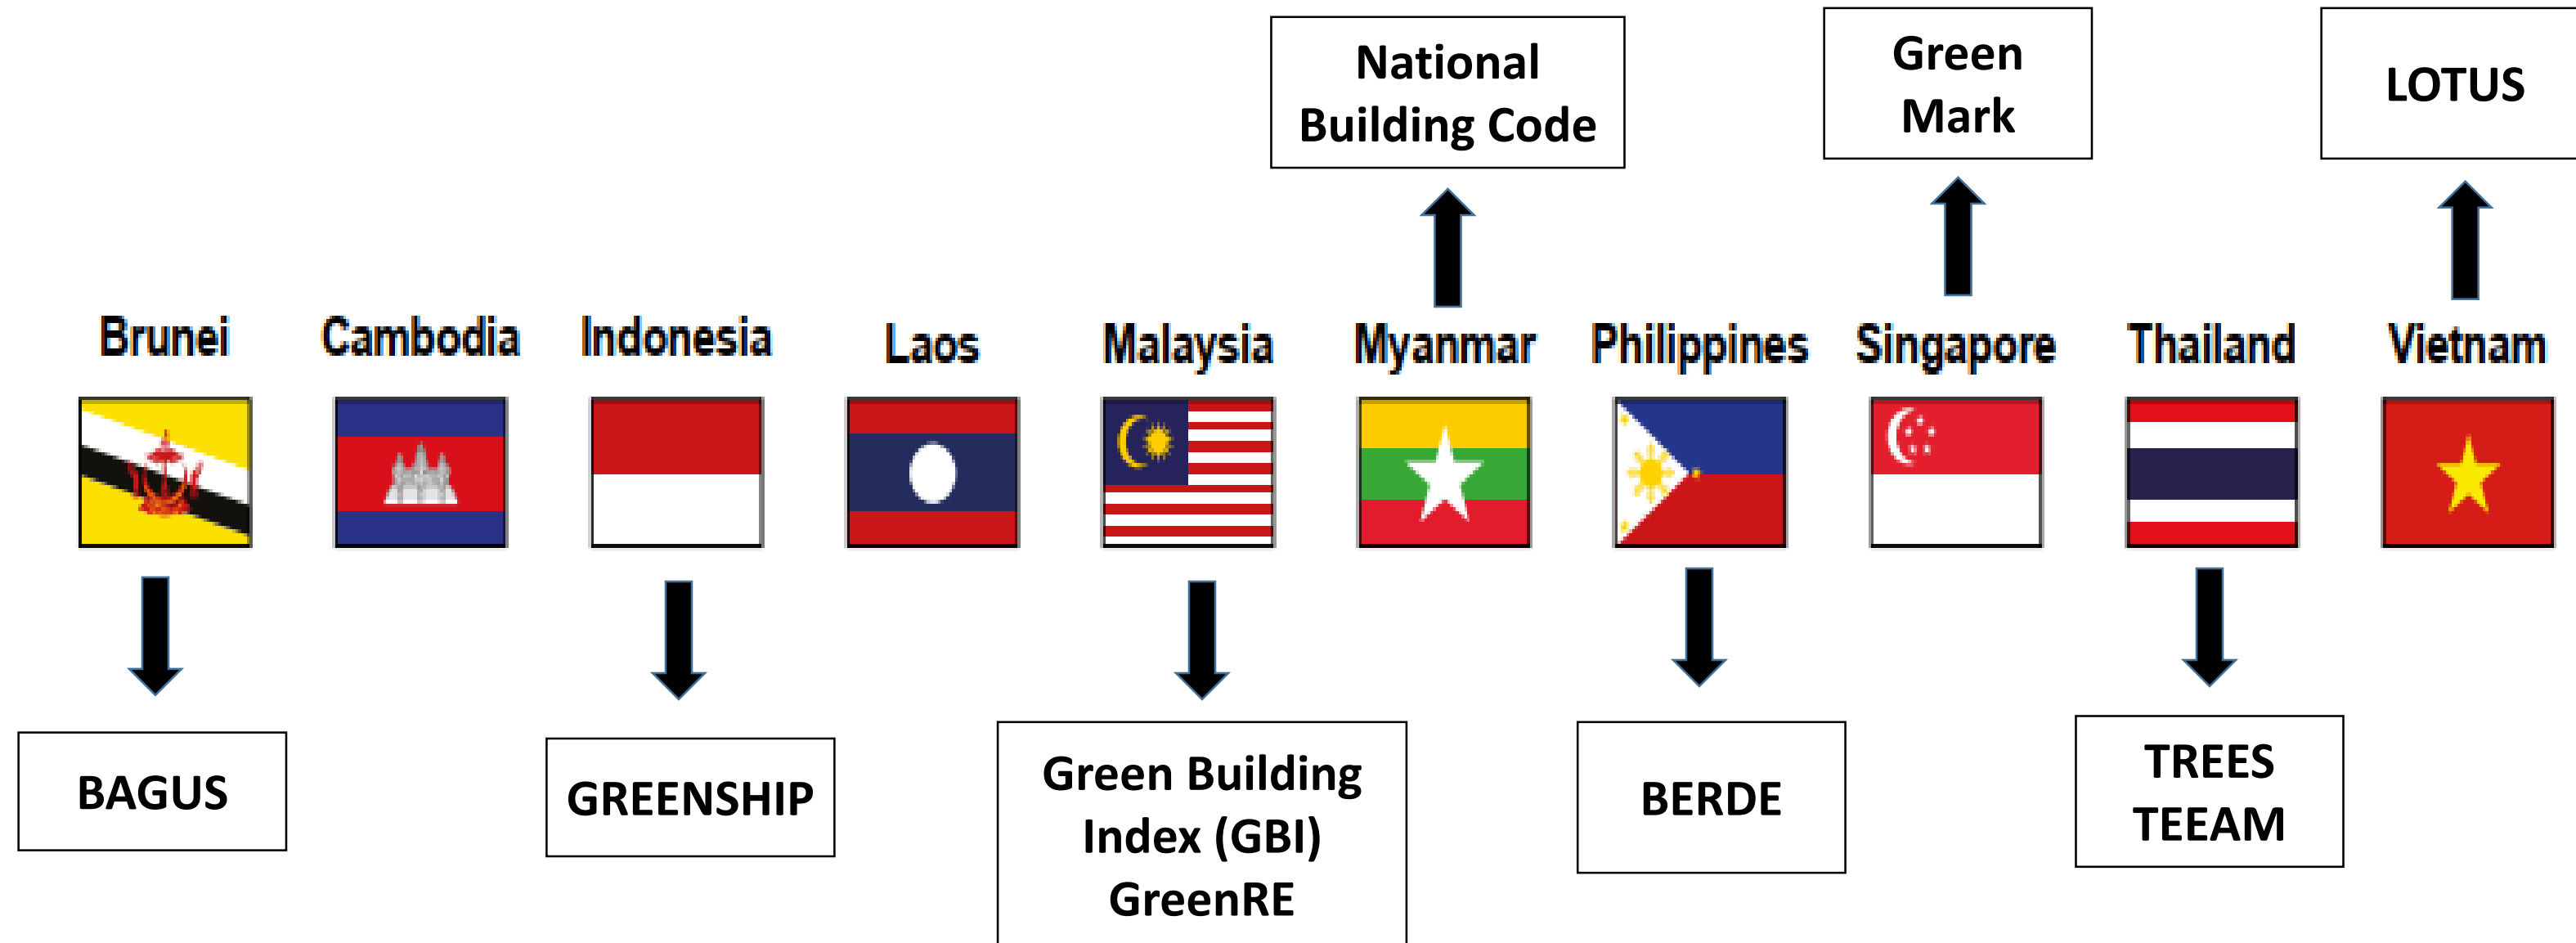 National
Building Code
Green
Mark
LOTUS
Brunei
Cambodia
Indonesia
Laos
Malaysia
Myanmar
Philippines
Singapore
Thailand
Vietnam
BAGUS
GREENSHIP
Green Building
Index (GBI)
GreenRE
BERDE
TREES
TEEAM